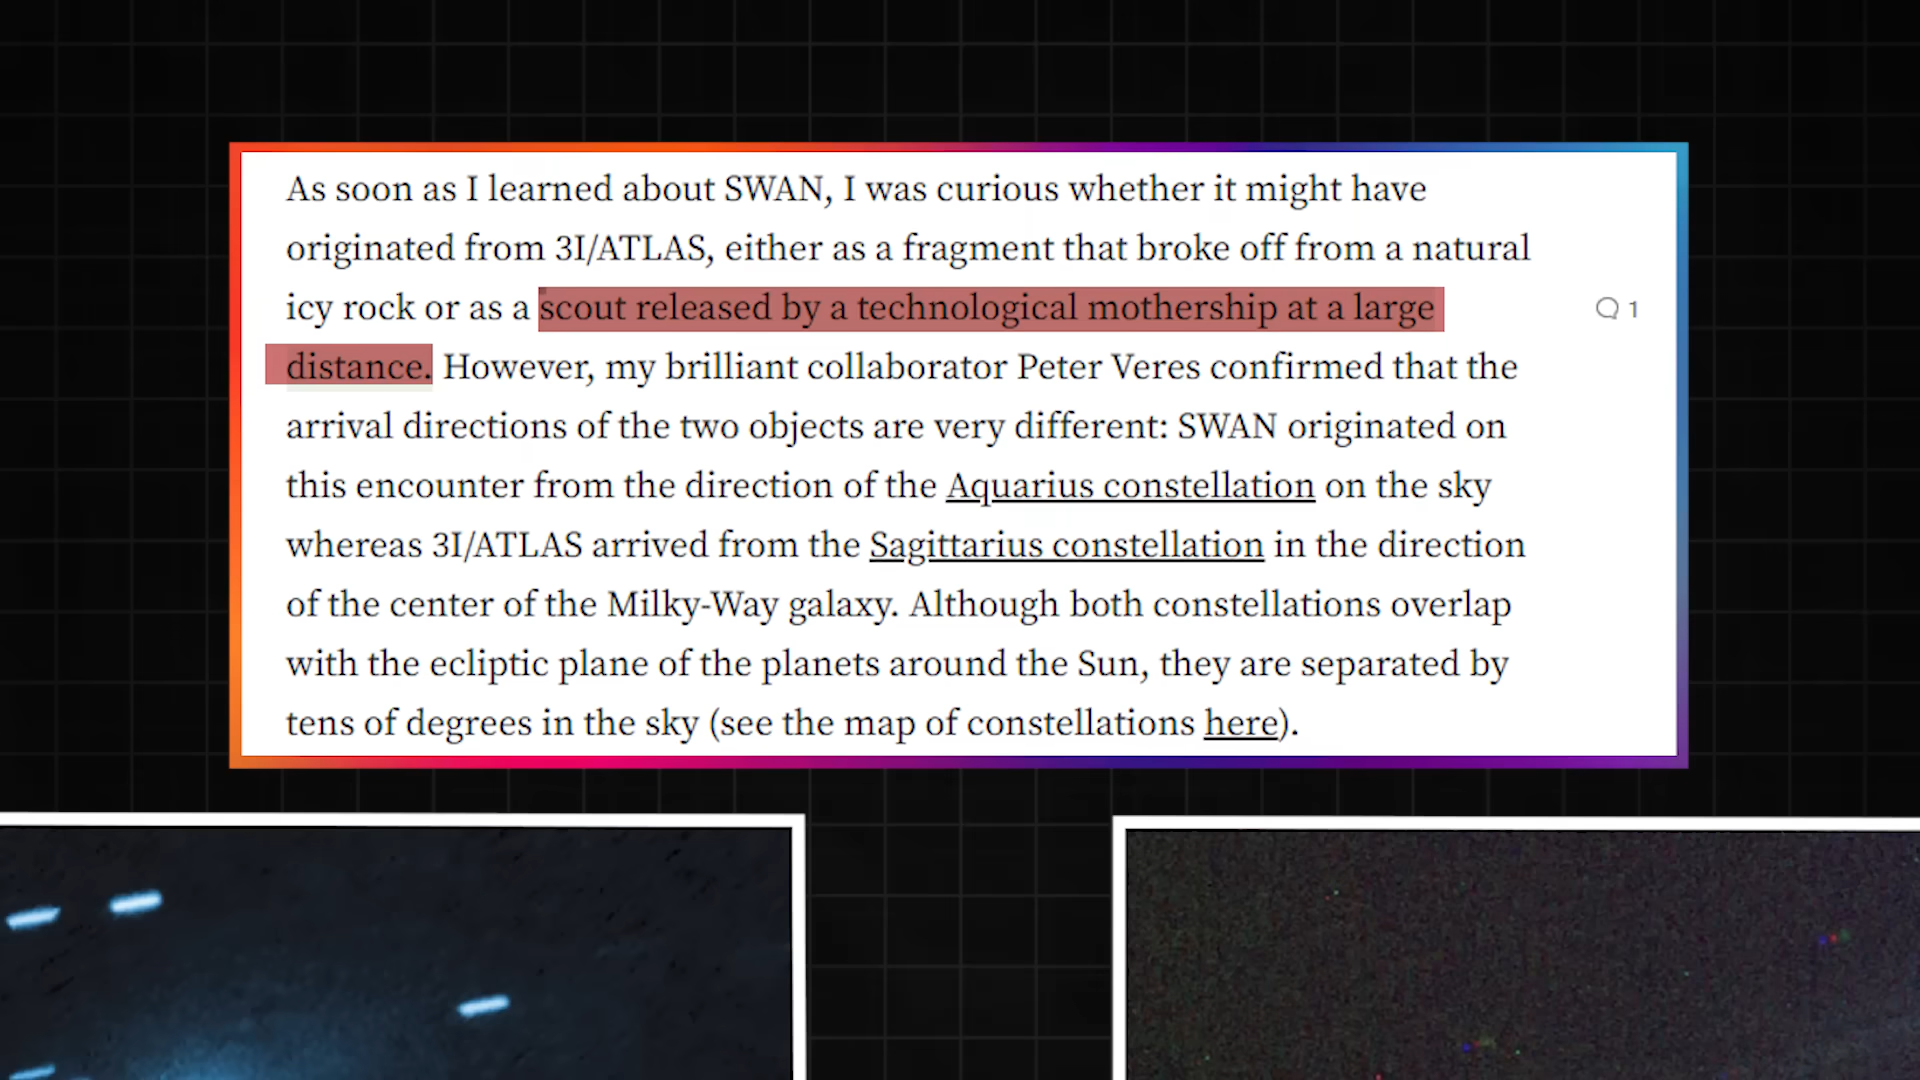 As soon as I learned about SWAN, I was curious whether it might have
originated from 3I/ATLAS, either as a fragment that broke off from a natural
icy rock or as a scout released by a technological mothership at a large
1
distance. However, my brilliant collaborator Peter Veres confirmed that the
arrival directions of the two objects are very different: SWAN originated on
this encounter from the direction of the Aquarius constellation on the sky
whereas 3I/ATLAS arrived from the Sagittarius constellation in the direction
of the center of the Milky-Way galaxy. Although both constellations overlap
with the ecliptic plane of the planets around the Sun, they are separated by
tens of degrees in the sky (see the map of constellations here).